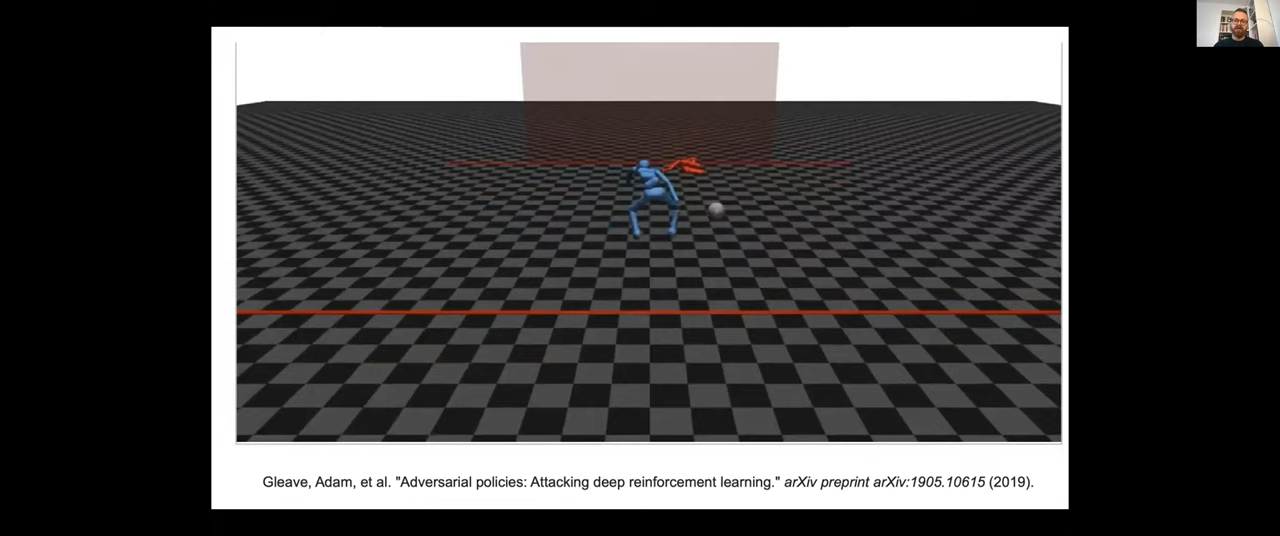 Gleave, Adam, et al. "Adversarial policies: Attacking deep reinforcement learning." arXiv preprint arXiv:1905.10615 (2019).